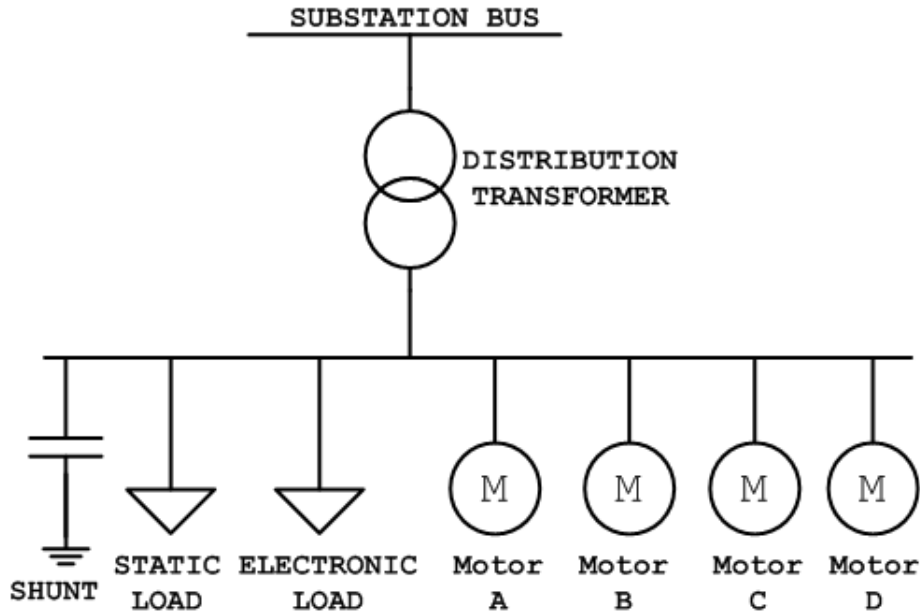 SUBSTATION BUS
DISTRIBUTION
TRANSFORMER
M M M M
SHUNT
STATIC
LOAD
ELECTRONIC
LOAD
Motor
A
Motor
B
Motor
C
Motor
D